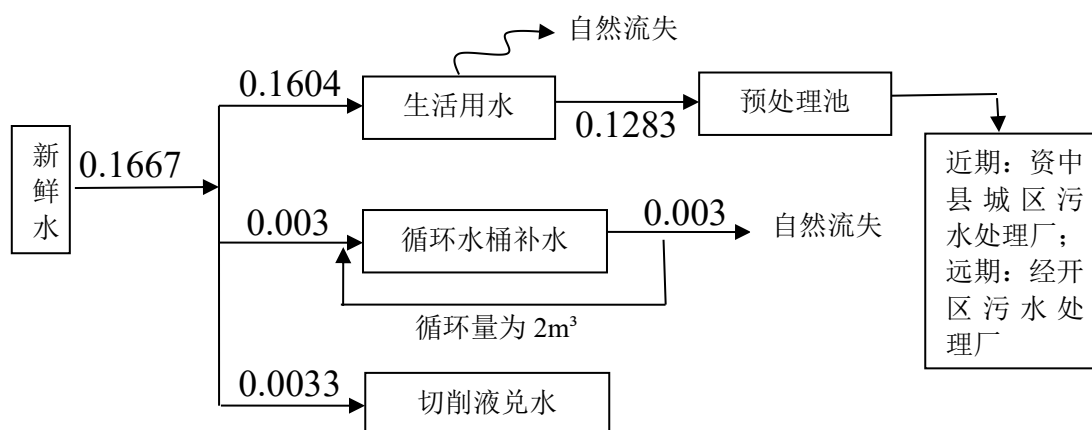 自然流失
0.1604
生活用水
0.1283
预处理池
新
鲜
水
0.1667
近期：资中
县城区污
水处理厂；
远期：经开
区污水处
理厂
0.003
循环水桶补水
0.003
自然流失
循环量为 2m³
0.0033
切削液兑水